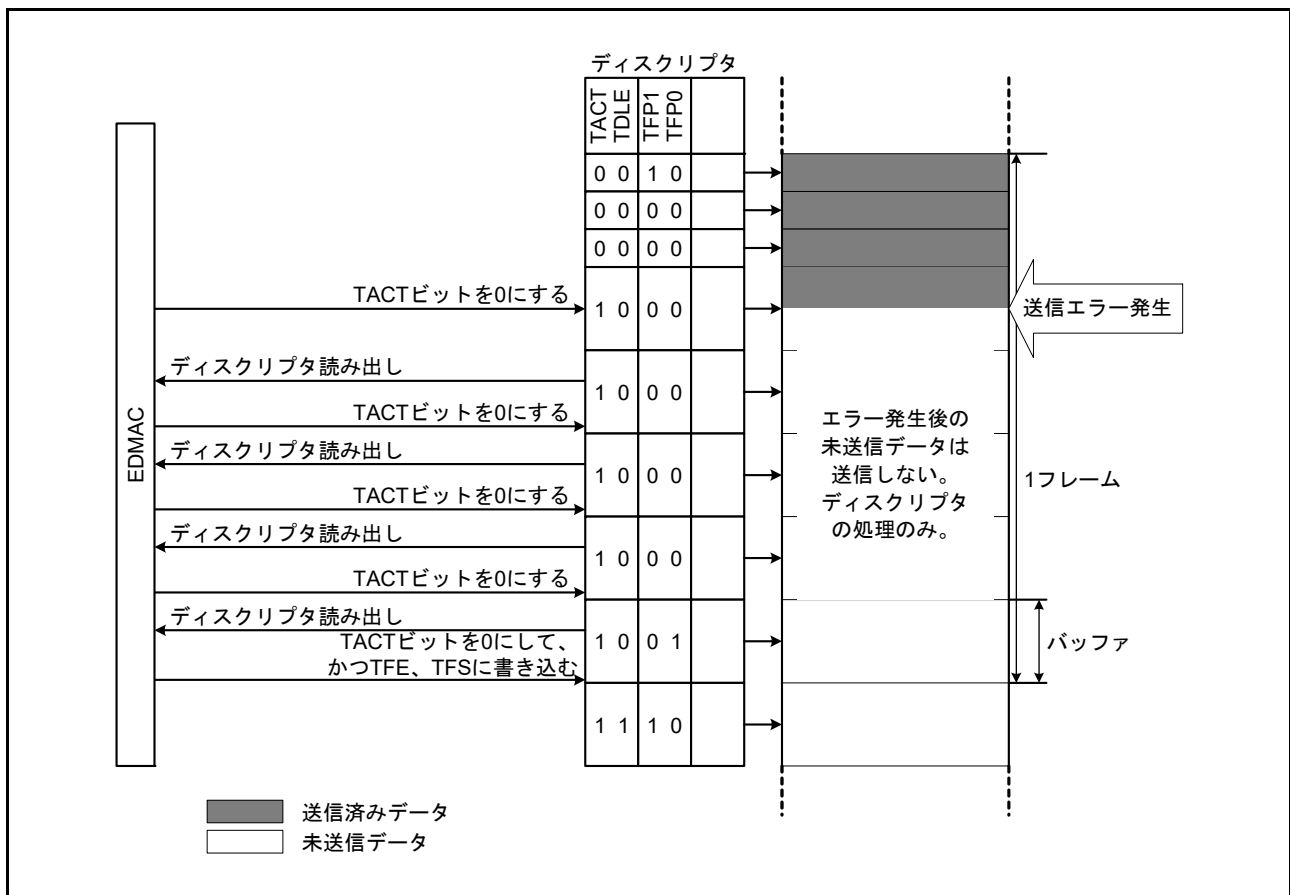 ディスクリプタ
TACT
TDLE
TFP1
TFP0
0 0 1 0
0 0 0 0
0 0 0 0
TACTビットを0にする
1 0 0 0
送信エラー発生
ディスクリプタ読み出し
1 0 0 0
TACTビットを0にする
ディスクリプタ読み出し
1 0 0 0
TACTビットを0にする
ディスクリプタ読み出し
1 0 0 0
TACTビットを0にする
ディスクリプタ読み出し
1 0 0 1
TACTビットを0にして、
かつTFE、TFSに書き込む
1 1 1 0
EDMAC
エラー発生後の
未送信データは
送信しない。
ディスクリプタ
の処理のみ。
1フレーム
バッファ
送信済みデータ
未送信データ